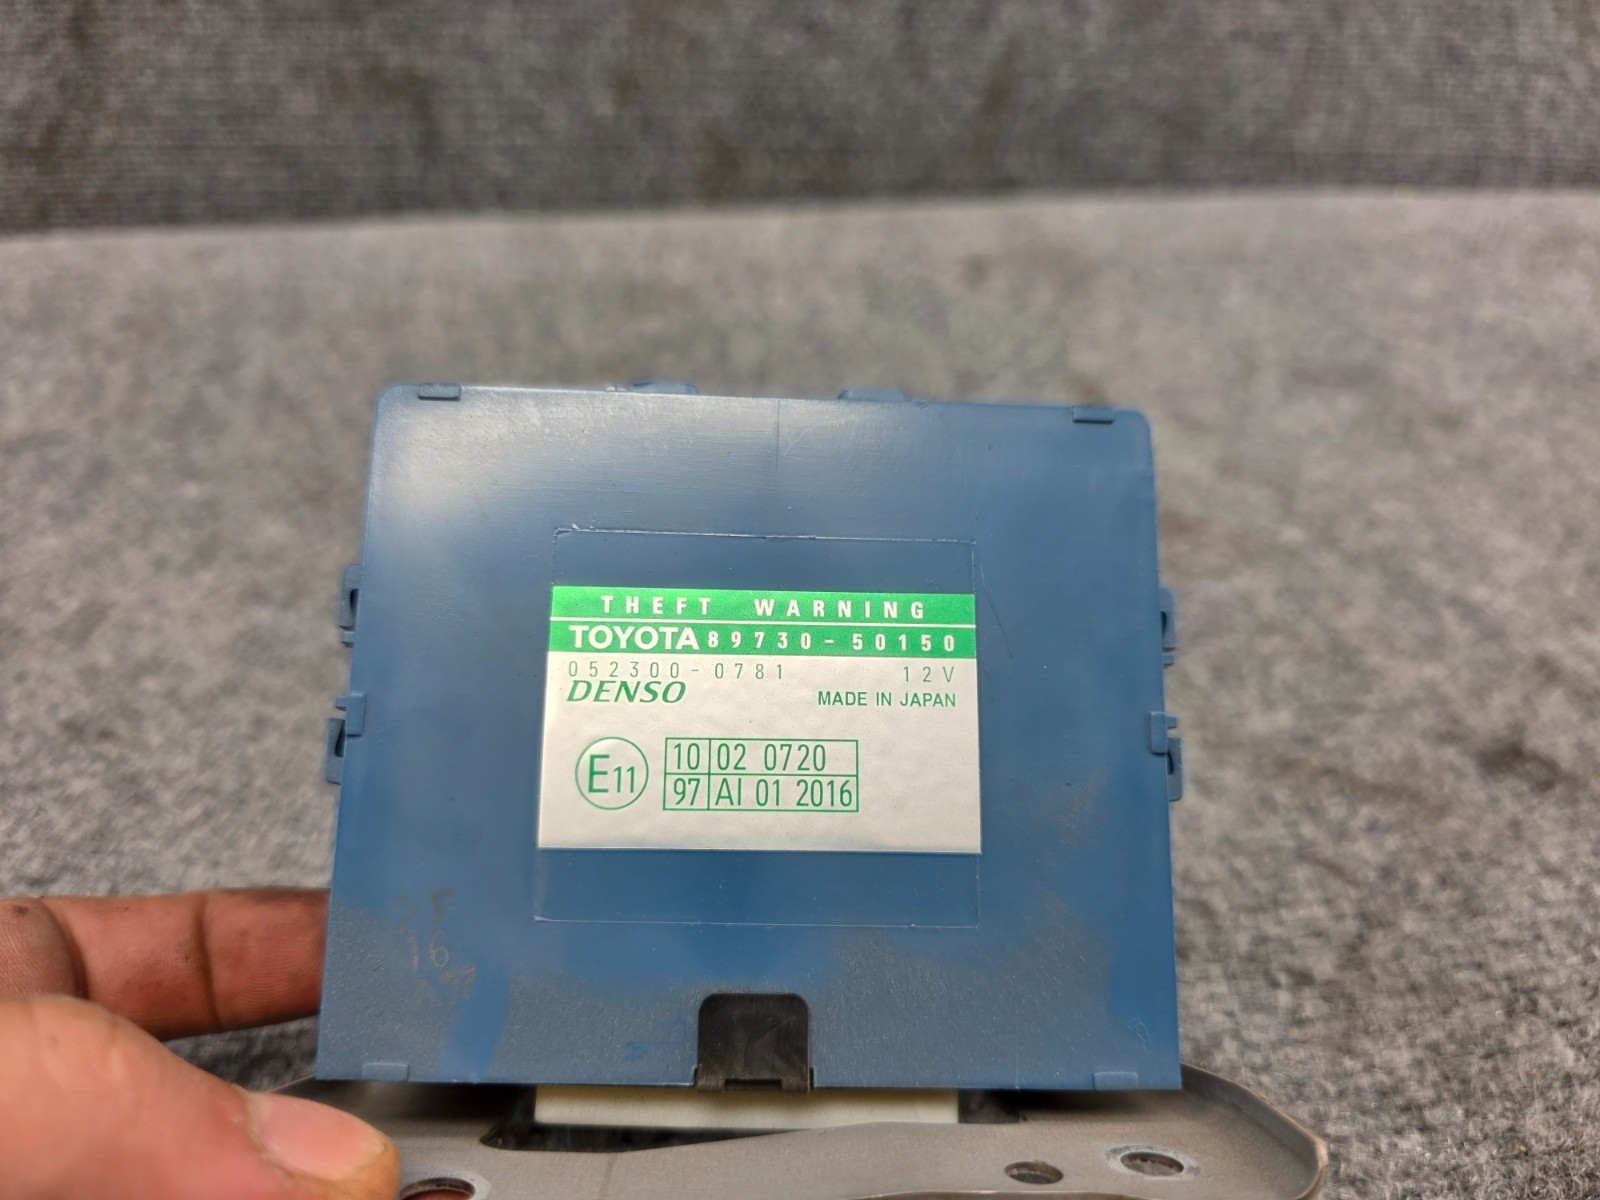 THEFT WARNING
TOYOTA 89730-50150
052300-0781 12V
DENSO MADE IN JAPAN
E11 10 02 0720
97 AI 01 2016
16